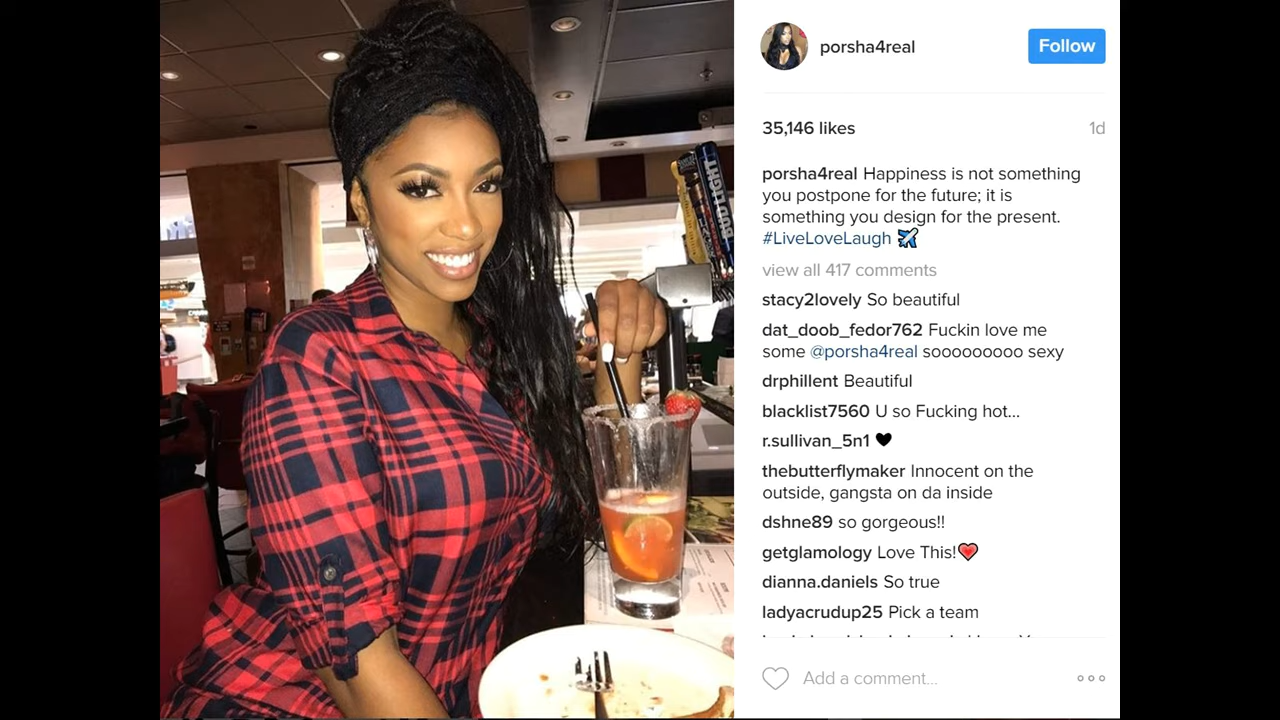 porsha4real
Follow
35,146 likes
1d
porsha4real Happiness is not something
you postpone for the future; it is
something you design for the present.
#LiveLoveLaugh ✈️
view all 417 comments
stacy2lovely So beautiful
dat_doob_fedor762 Fuckin love me
some @porsha4real sooooooooo sexy
drphillent Beautiful
blacklist7560 U so Fucking hot...
r.sullivan_5n1 🖤
thebutterflymaker Innocent on the
outside, gangsta on da inside
dshne89 so gorgeous!!
getglamology Love This!❤️
dianna.daniels So true
ladyacrudup25 Pick a team
Add a comment...
BUD LIGHT